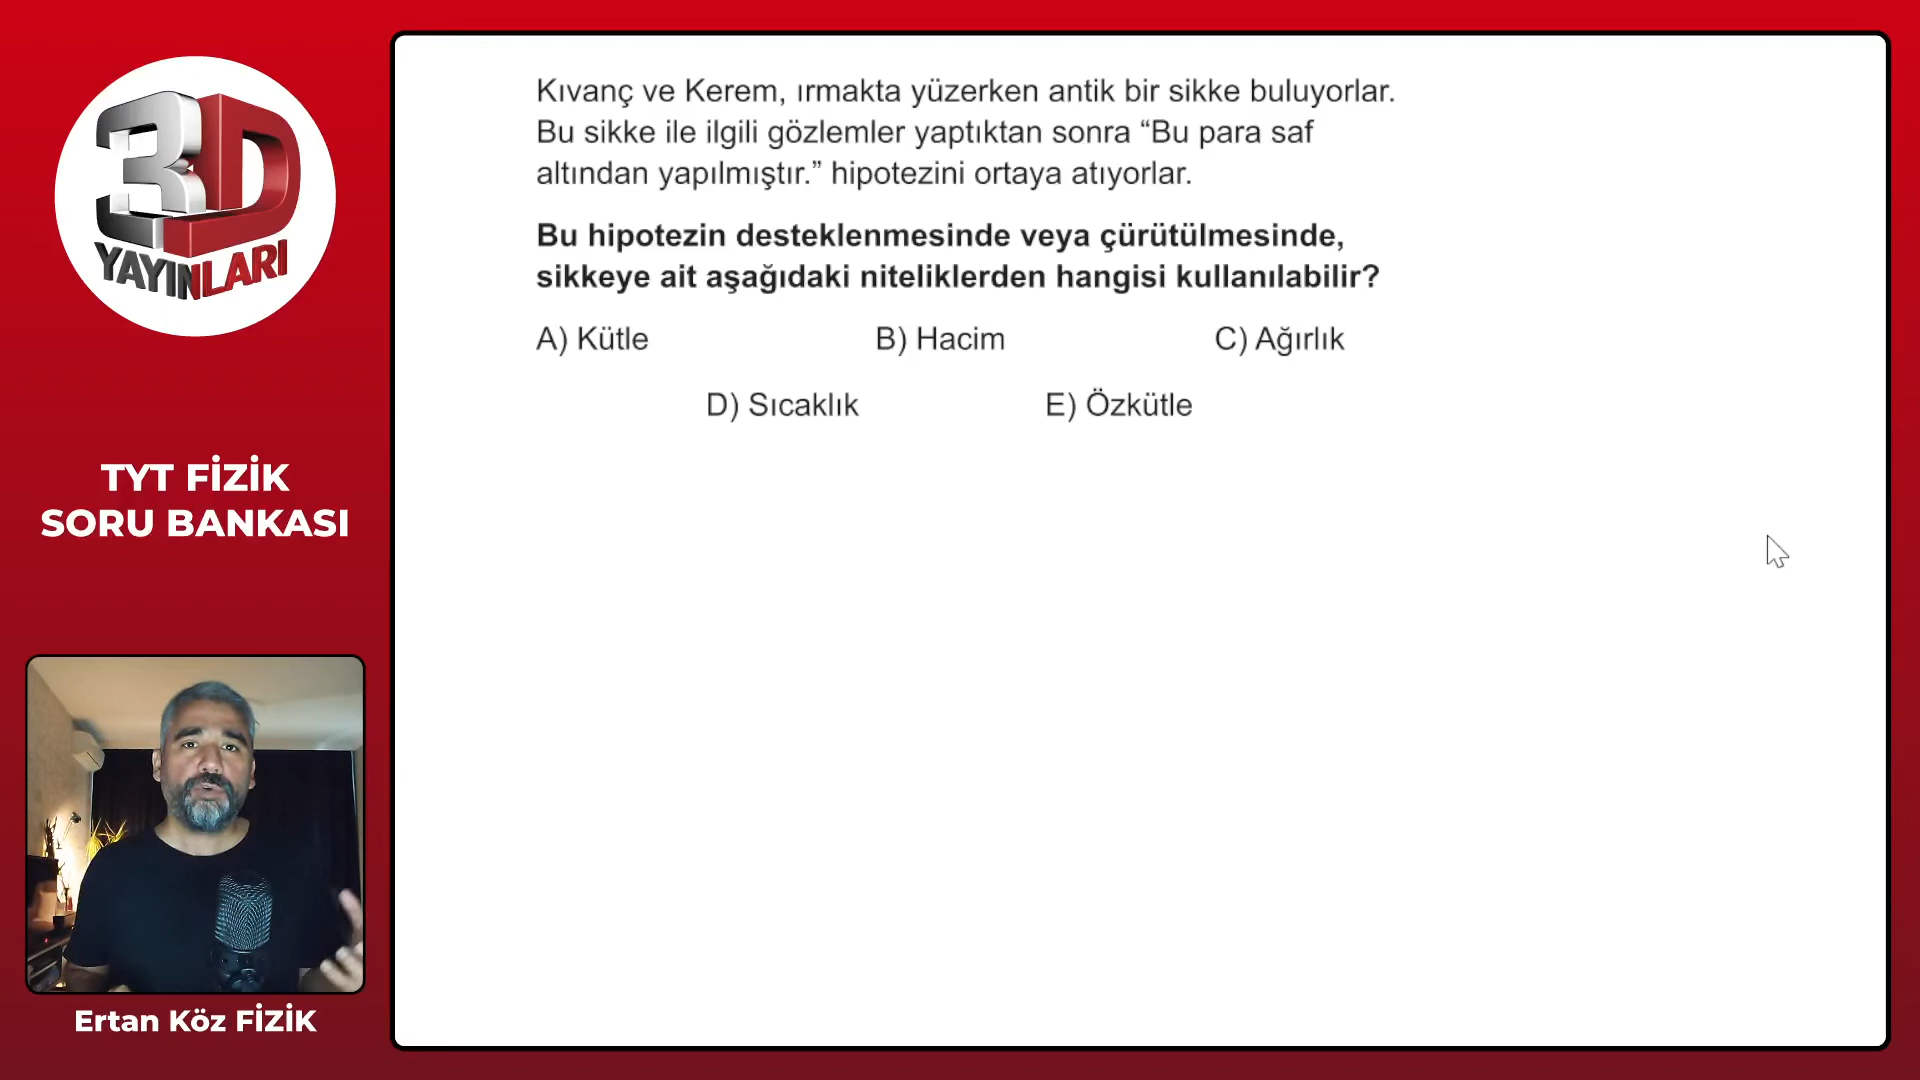 3D
YAYINLARI
TYT FİZİK
SORU BANKASI
Ertan Köz FİZİK
Kıvanç ve Kerem, ırmakta yüzerken antik bir sikke buluyorlar.
Bu sikke ile ilgili gözlemler yaptıktan sonra “Bu para saf
altından yapılmıştır.” hipotezini ortaya atıyorlar.
Bu hipotezin desteklenmesinde veya çürütülmesinde,
sikkeye ait aşağıdaki niteliklerden hangisi kullanılabilir?
A) Kütle B) Hacim C) Ağırlık
D) Sıcaklık E) Özkütle